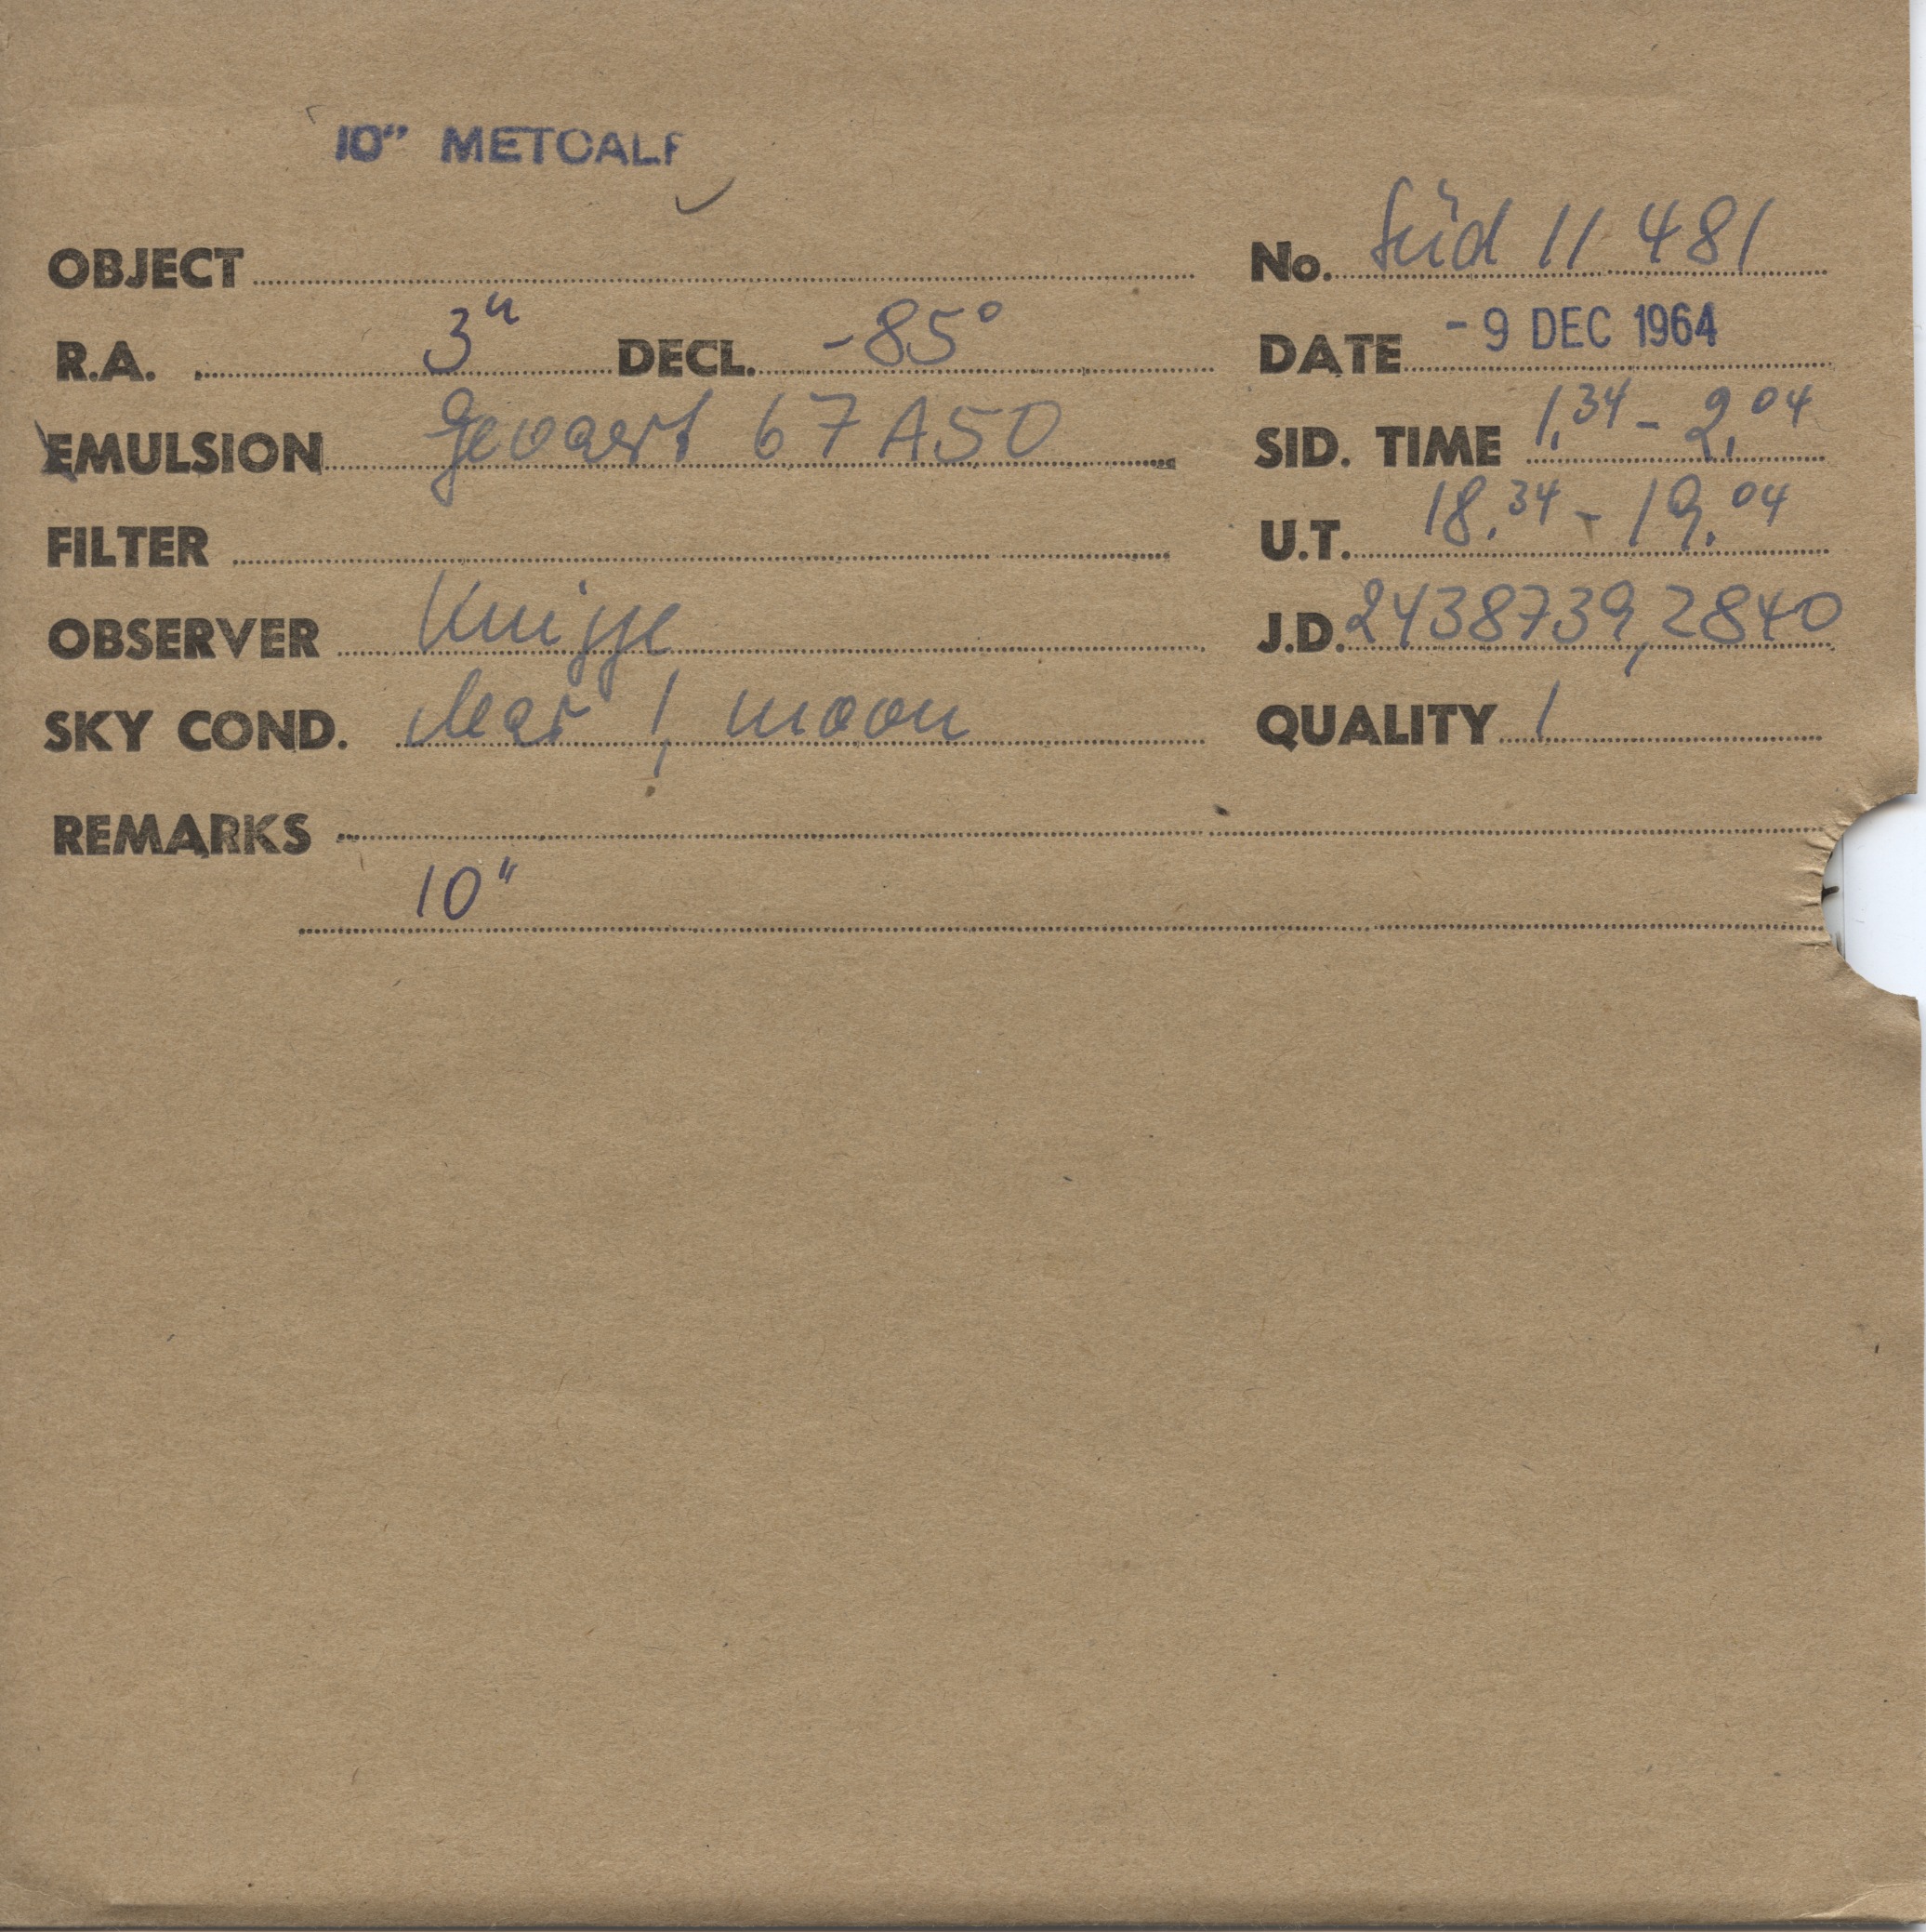 10" METCALF
OBJECT No. Süd 11 481
R.A. 3h DECL. -85° DATE - 9 DEC 1964
EMULSION Gevaert 67A50 SID. TIME 1,34 - 2,04
FILTER U.T. 18.34 - 19.04
OBSERVER Knigge J.D. 2438739,2840
SKY COND. clear ! moon QUALITY 1
REMARKS
10"